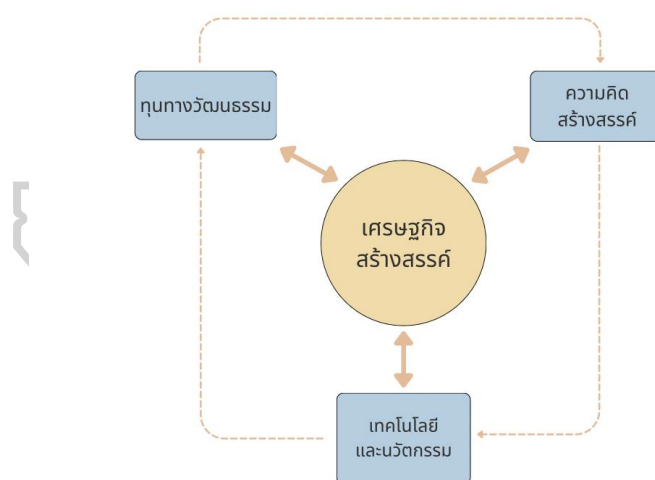 ทุนทางวัฒนธรรม
ความคิด
สร้างสรรค์
เศรษฐกิจ
สร้างสรรค์
เทคโนโลยี
และนวัตกรรม